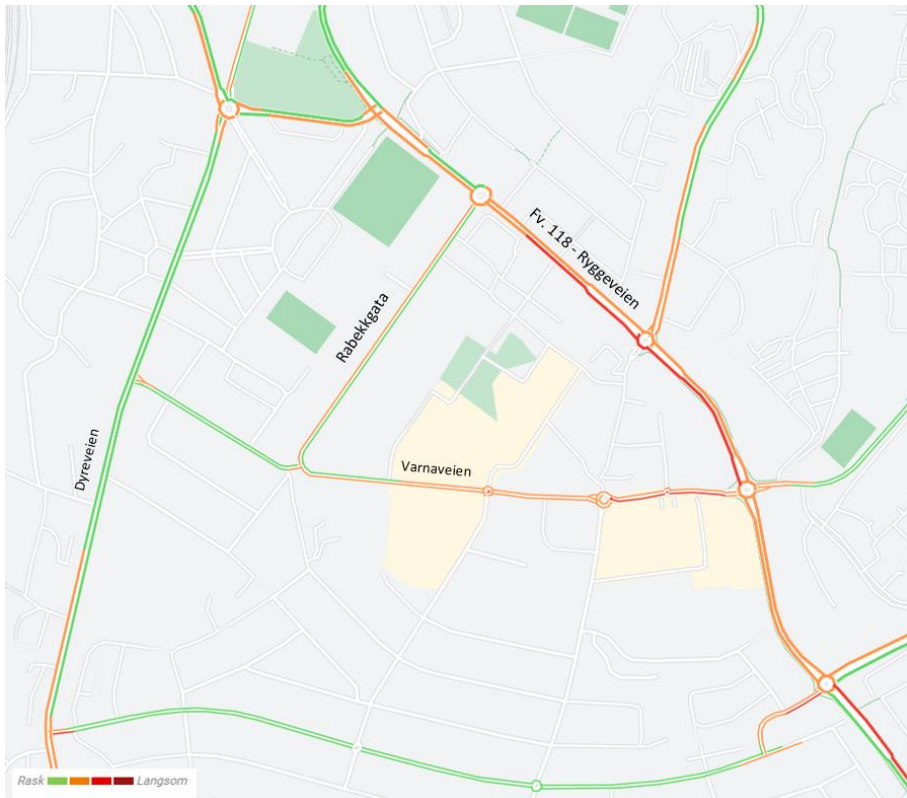 Fv. 118 - Ryggeveien
Rabekkgata
Dyreveien
Varnaveien
Rask Langsom